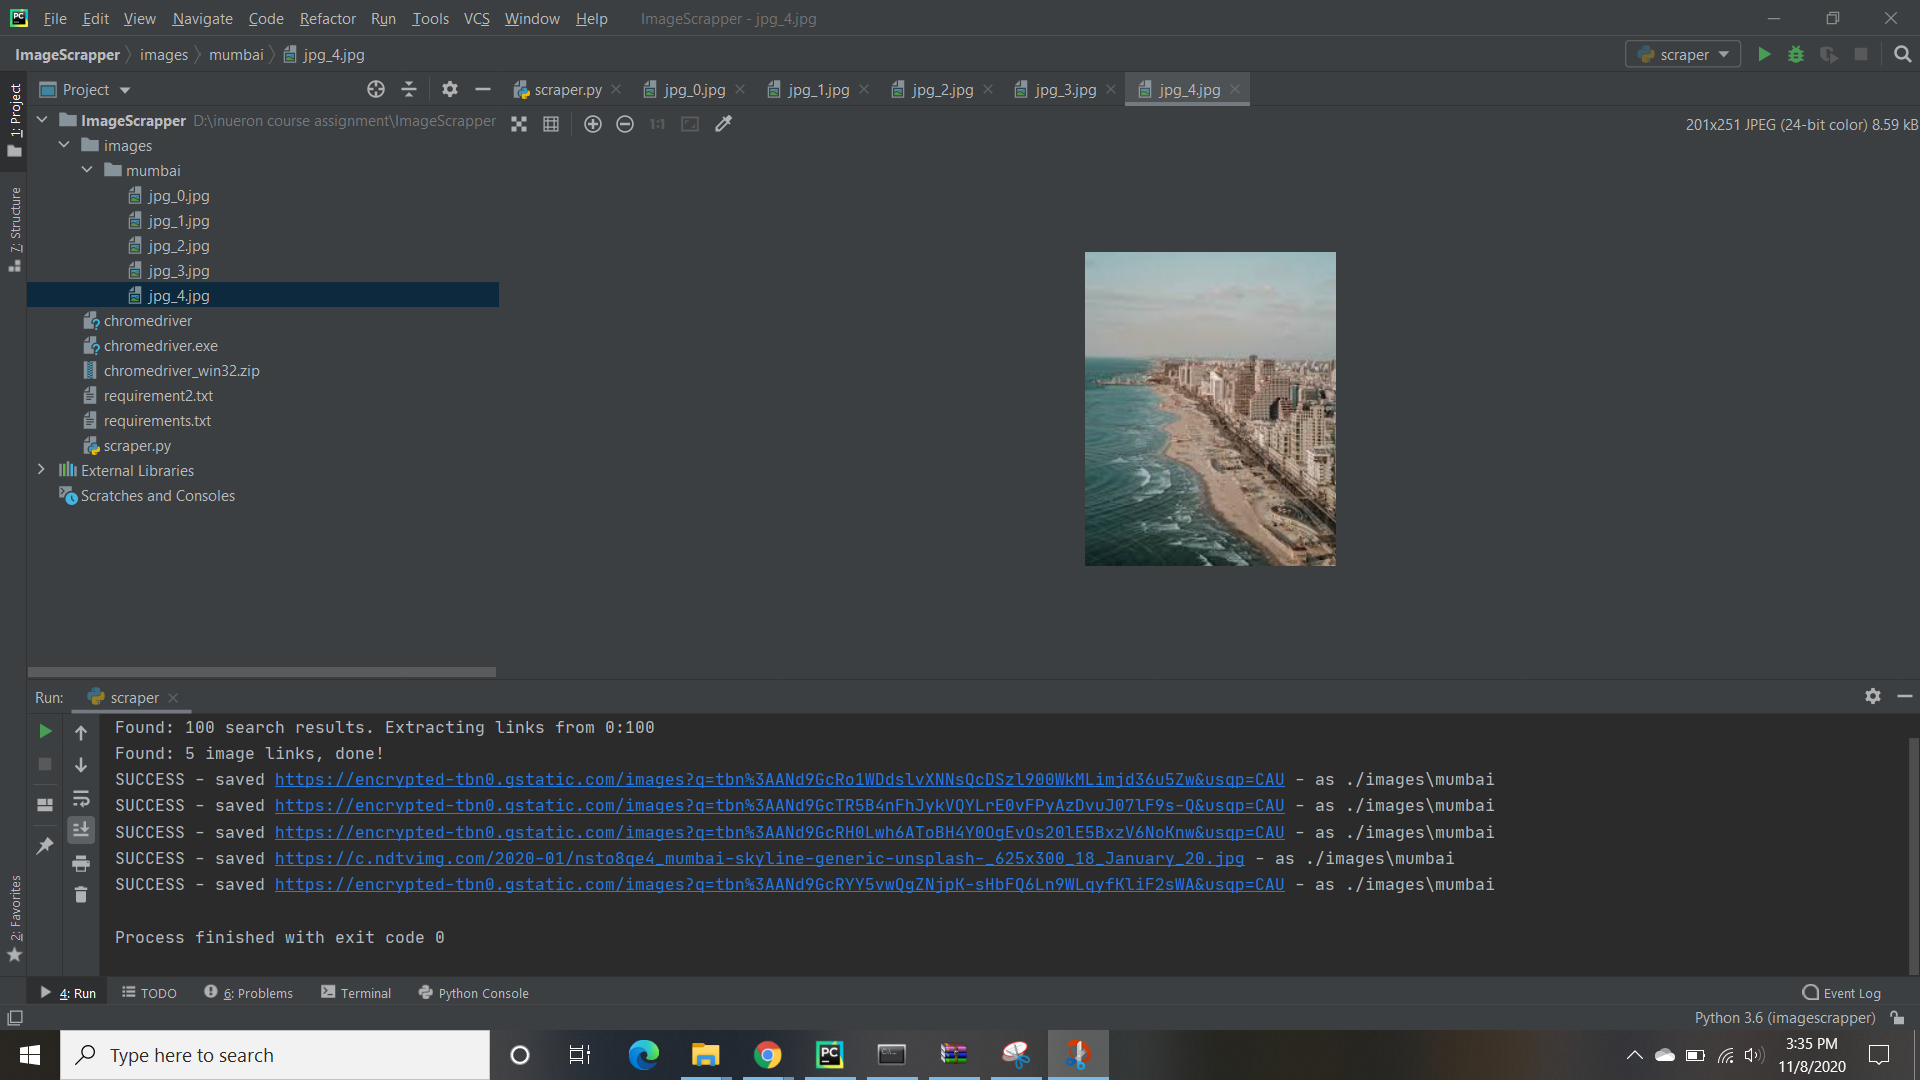 File Edit View Navigate Code Refactor Run Tools VCS Window Help ImageScrapper - jpg_4.jpg
ImageScrapper images mumbai jpg_4.jpg scraper
1: Project
7: Structure
2: Favorites
Project
ImageScrapper D:\inueron course assignment\ImageScrapper
images
mumbai
jpg_0.jpg
jpg_1.jpg
jpg_2.jpg
jpg_3.jpg
jpg_4.jpg
chromedriver
chromedriver.exe
chromedriver_win32.zip
requirement2.txt
requirements.txt
scraper.py
External Libraries
Scratches and Consoles
scraper.py jpg_0.jpg jpg_1.jpg jpg_2.jpg jpg_3.jpg jpg_4.jpg
1:1 201x251 JPEG (24-bit color) 8.59 kB
Run: scraper
Found: 100 search results. Extracting links from 0:100
Found: 5 image links, done!
SUCCESS - saved https://encrypted-tbn0.gstatic.com/images?q=tbn%3AANd9GcRo1WDdslvXNNsQcDSzl900WkMLimjd36u5Zw&usqp=CAU - as ./images\mumbai
SUCCESS - saved https://encrypted-tbn0.gstatic.com/images?q=tbn%3AANd9GcTR5B4nFhJykVQYLrE0vFPyAzDvuJ07lF9s-Q&usqp=CAU - as ./images\mumbai
SUCCESS - saved https://encrypted-tbn0.gstatic.com/images?q=tbn%3AANd9GcRH0Lwh6AToBH4Y0OgEvOs20lE5BxzV6NoKnw&usqp=CAU - as ./images\mumbai
SUCCESS - saved https://c.ndtvimg.com/2020-01/nsto8qe4_mumbai-skyline-generic-unsplash-_625x300_18_January_20.jpg - as ./images\mumbai
SUCCESS - saved https://encrypted-tbn0.gstatic.com/images?q=tbn%3AANd9GcRYY5vwQgZNjpK-sHbFQ6Ln9WLqyfKliF2sWA&usqp=CAU - as ./images\mumbai
Process finished with exit code 0
4: Run TODO 6: Problems Terminal Python Console Event Log
Python 3.6 (imagescrapper)
Type here to search
3:35 PM
11/8/2020